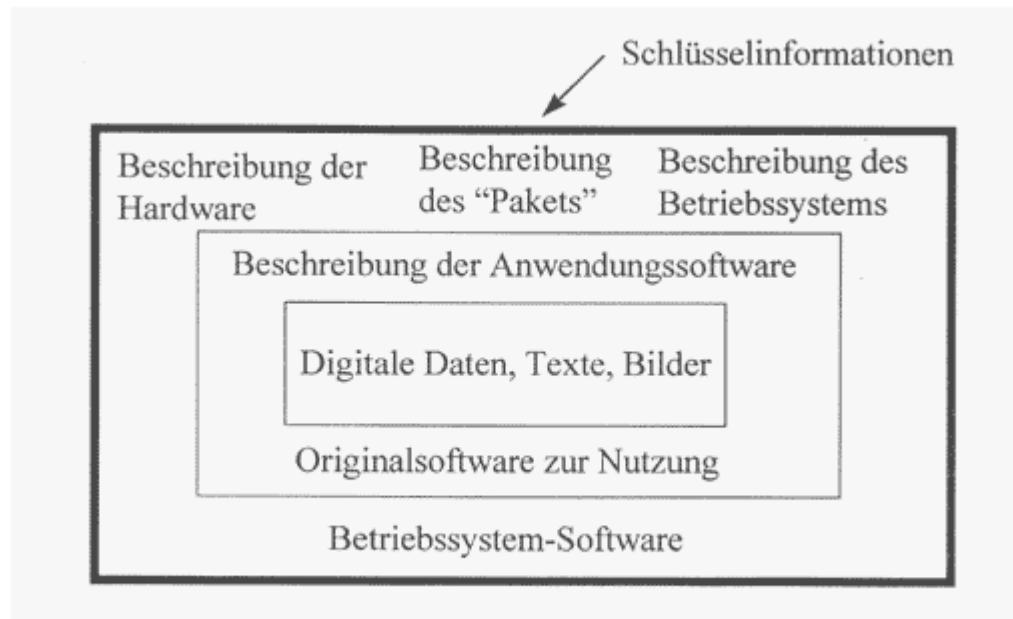 Schlüsselinformationen
Beschreibung der
Hardware
Beschreibung
des “Pakets”
Beschreibung des
Betriebssystems
Beschreibung der Anwendungssoftware
Digitale Daten, Texte, Bilder
Originalsoftware zur Nutzung
Betriebssystem-Software